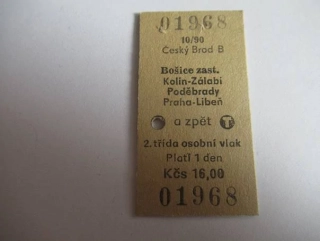 01968
10/90
Český Brod B
Bošice zast.
Kolín-Zálabí
Poděbrady
Praha-Libeň
a zpět T
2. třída osobní vlak
Platí 1 den
Kčs 16,00
01968